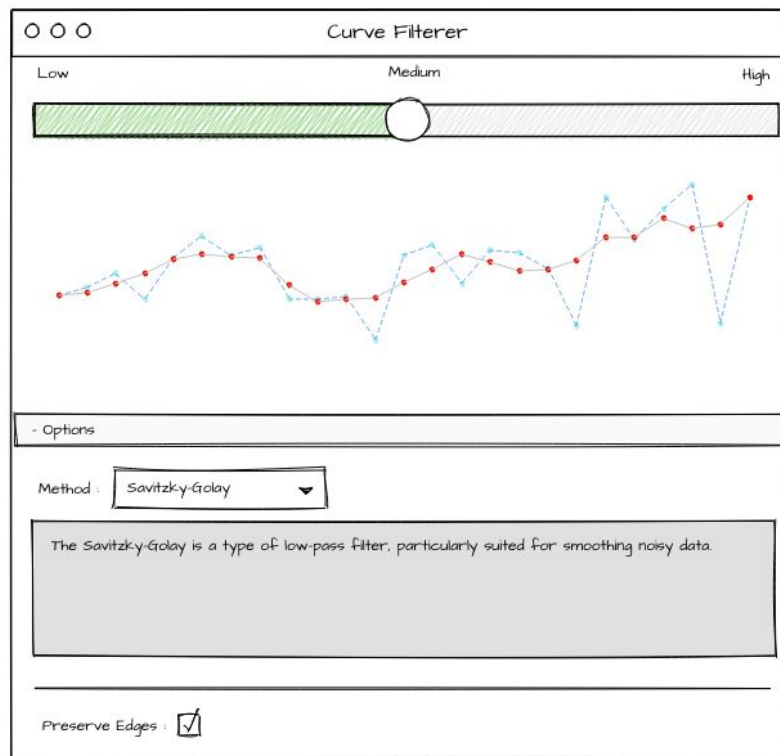 Curve Filterer
Low Medium High
- Options
Method : Savitzky-Golay
The Savitzky-Golay is a type of low-pass filter, particularly suited for smoothing noisy data.
Preserve Edges :